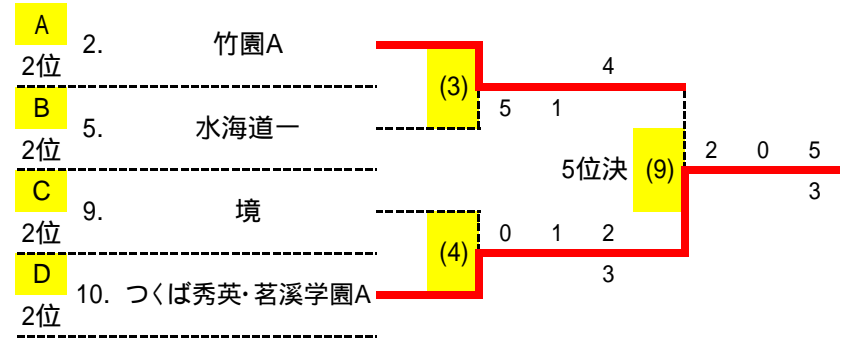 A
2位
2. 竹園A
B
2位
5. 水海道一
C
2位
9. 境
D
2位
10. つくば秀英・茗溪学園A
(3)
4
5 1
(4)
0 1 2
3
5位決 (9)
2 0 5
3